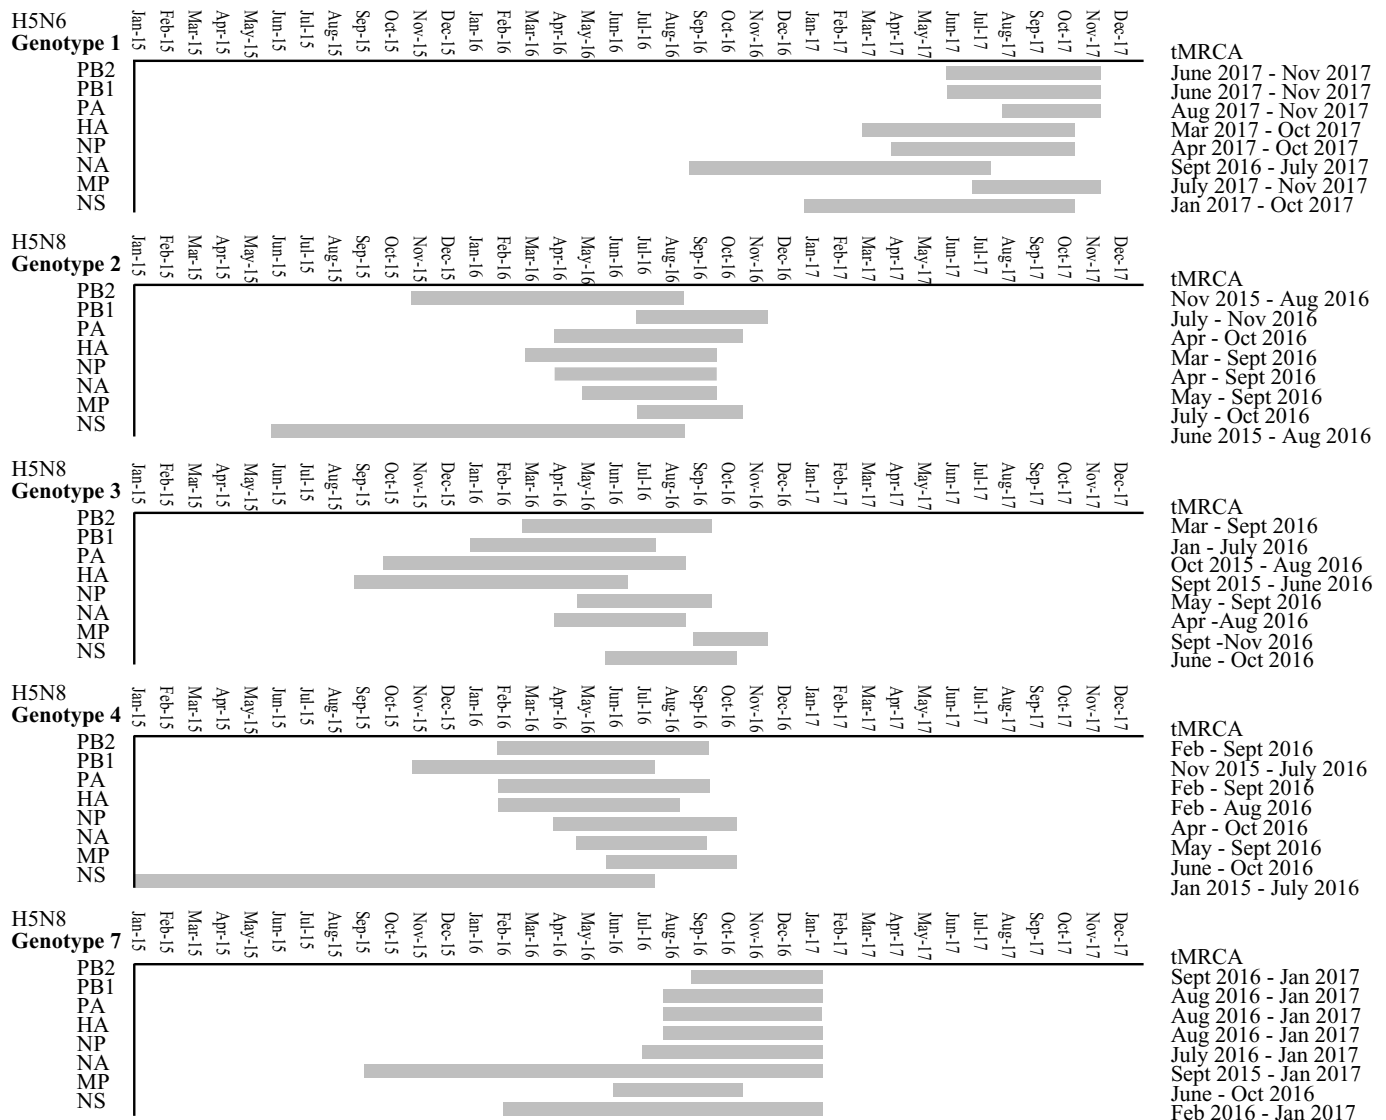 H5N6
Genotype 1
Jan-15 Feb-15 Mar-15 Apr-15 May-15 Jun-15 Jul-15 Aug-15 Sep-15 Oct-15 Nov-15 Dec-15 Jan-16 Feb-16 Mar-16 Apr-16 May-16 Jun-16 Jul-16 Aug-16 Sep-16 Oct-16 Nov-16 Dec-16 Jan-17 Feb-17 Mar-17 Apr-17 May-17 Jun-17 Jul-17 Aug-17 Sep-17 Oct-17 Nov-17 Dec-17
tMRCA
PB2 June 2017 - Nov 2017
PB1 June 2017 - Nov 2017
PA Aug 2017 - Nov 2017
HA Mar 2017 - Oct 2017
NP Apr 2017 - Oct 2017
NA Sept 2016 - July 2017
MP July 2017 - Nov 2017
NS Jan 2017 - Oct 2017
H5N8
Genotype 2
Jan-15 Feb-15 Mar-15 Apr-15 May-15 Jun-15 Jul-15 Aug-15 Sep-15 Oct-15 Nov-15 Dec-15 Jan-16 Feb-16 Mar-16 Apr-16 May-16 Jun-16 Jul-16 Aug-16 Sep-16 Oct-16 Nov-16 Dec-16 Jan-17 Feb-17 Mar-17 Apr-17 May-17 Jun-17 Jul-17 Aug-17 Sep-17 Oct-17 Nov-17 Dec-17
tMRCA
PB2 Nov 2015 - Aug 2016
PB1 July - Nov 2016
PA Apr - Oct 2016
HA Mar - Sept 2016
NP Apr - Sept 2016
NA May - Sept 2016
MP July - Oct 2016
NS June 2015 - Aug 2016
H5N8
Genotype 3
Jan-15 Feb-15 Mar-15 Apr-15 May-15 Jun-15 Jul-15 Aug-15 Sep-15 Oct-15 Nov-15 Dec-15 Jan-16 Feb-16 Mar-16 Apr-16 May-16 Jun-16 Jul-16 Aug-16 Sep-16 Oct-16 Nov-16 Dec-16 Jan-17 Feb-17 Mar-17 Apr-17 May-17 Jun-17 Jul-17 Aug-17 Sep-17 Oct-17 Nov-17 Dec-17
tMRCA
PB2 Mar - Sept 2016
PB1 Jan - July 2016
PA Oct 2015 - Aug 2016
HA Sept 2015 - June 2016
NP May - Sept 2016
NA Apr -Aug 2016
MP Sept -Nov 2016
NS June - Oct 2016
H5N8
Genotype 4
Jan-15 Feb-15 Mar-15 Apr-15 May-15 Jun-15 Jul-15 Aug-15 Sep-15 Oct-15 Nov-15 Dec-15 Jan-16 Feb-16 Mar-16 Apr-16 May-16 Jun-16 Jul-16 Aug-16 Sep-16 Oct-16 Nov-16 Dec-16 Jan-17 Feb-17 Mar-17 Apr-17 May-17 Jun-17 Jul-17 Aug-17 Sep-17 Oct-17 Nov-17 Dec-17
tMRCA
PB2 Feb - Sept 2016
PB1 Nov 2015 - July 2016
PA Feb - Sept 2016
HA Feb - Aug 2016
NP Apr - Oct 2016
NA May - Sept 2016
MP June - Oct 2016
NS Jan 2015 - July 2016
H5N8
Genotype 7
Jan-15 Feb-15 Mar-15 Apr-15 May-15 Jun-15 Jul-15 Aug-15 Sep-15 Oct-15 Nov-15 Dec-15 Jan-16 Feb-16 Mar-16 Apr-16 May-16 Jun-16 Jul-16 Aug-16 Sep-16 Oct-16 Nov-16 Dec-16 Jan-17 Feb-17 Mar-17 Apr-17 May-17 Jun-17 Jul-17 Aug-17 Sep-17 Oct-17 Nov-17 Dec-17
tMRCA
PB2 Sept 2016 - Jan 2017
PB1 Aug 2016 - Jan 2017
PA Aug 2016 - Jan 2017
HA Aug 2016 - Jan 2017
NP July 2016 - Jan 2017
NA Sept 2015 - Jan 2017
MP June - Oct 2016
NS Feb 2016 - Jan 2017